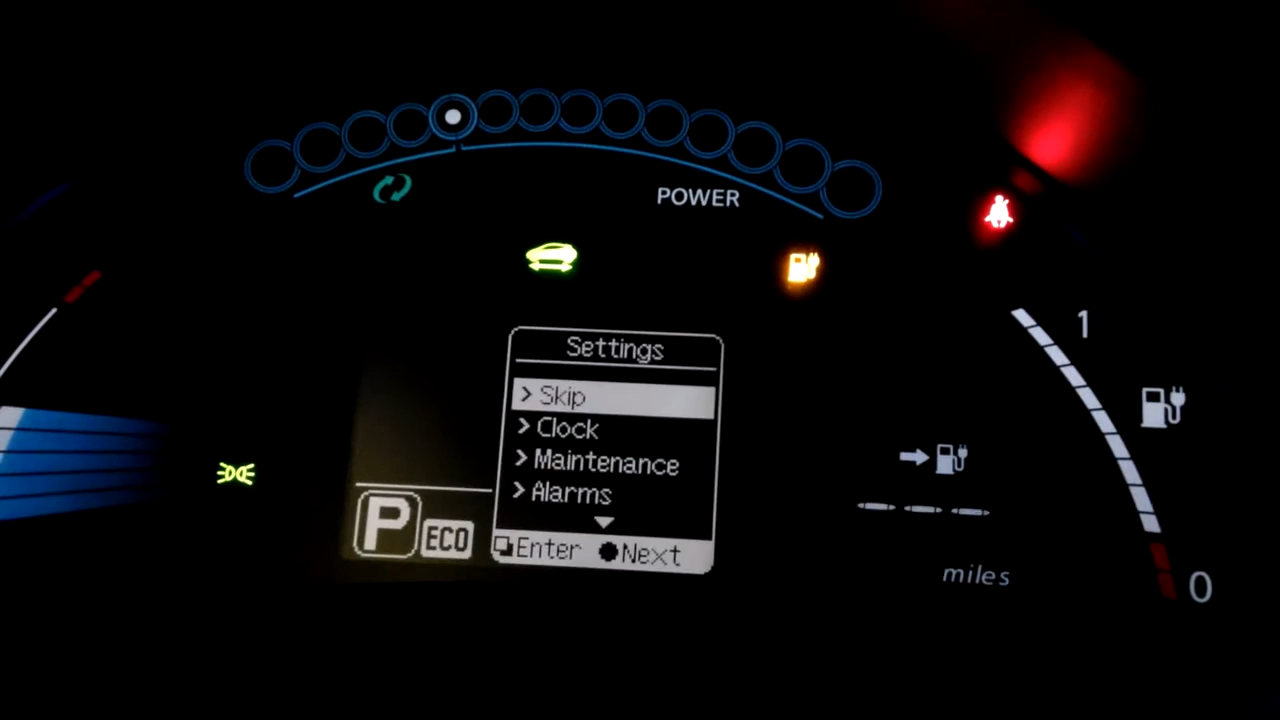 POWER
Settings
> Skip
> Clock
> Maintenance
> Alarms
Enter Next
P ECO
1
0
--- 
miles